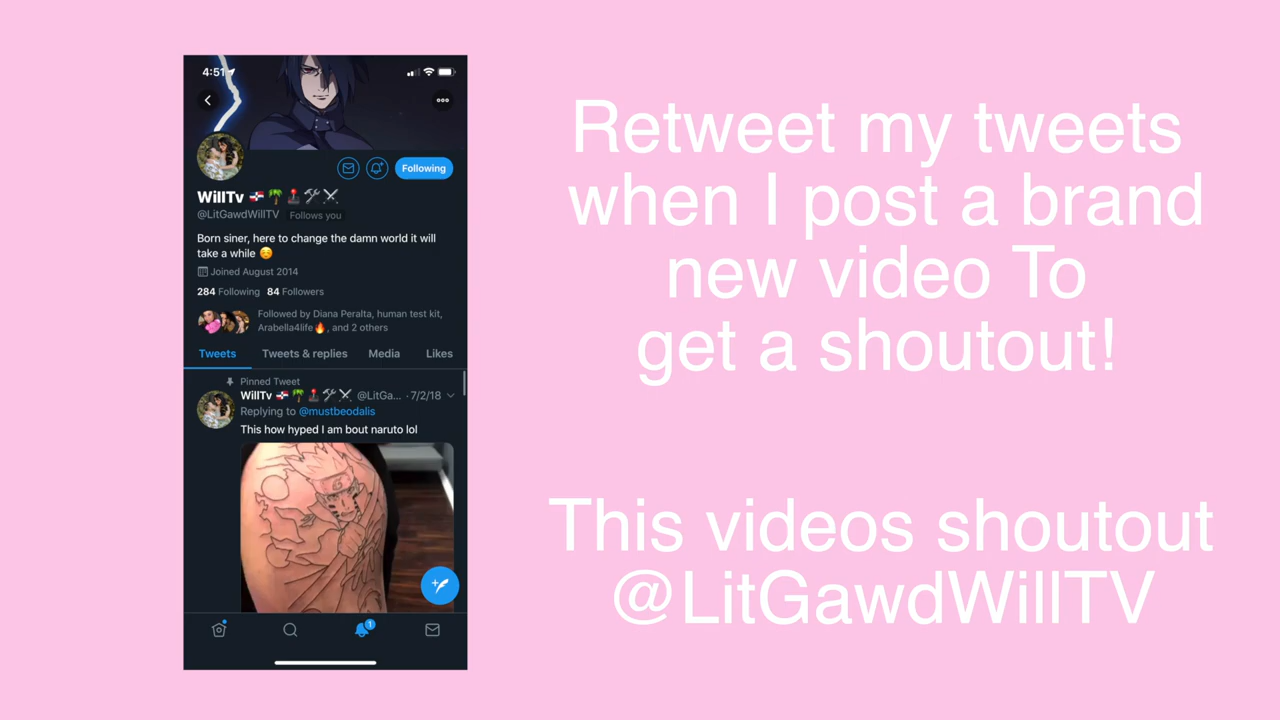 4:51
Following
WillTv 🇩🇴🌴🕹️🛠️⚔️
@LitGawdWillTV Follows you
Born siner, here to change the damn world it will
take a while ☺️
Joined August 2014
284 Following 84 Followers
Followed by Diana Peralta, human test kit,
Arabella4life🔥, and 2 others
Tweets Tweets & replies Media Likes
Pinned Tweet
WillTv 🇩🇴🌴🕹️🛠️⚔️ @LitGa... · 7/2/18
Replying to @mustbeodalis
This how hyped I am bout naruto lol
1
Retweet my tweets
when I post a brand
new video To
get a shoutout!
This videos shoutout
@LitGawdWillTV